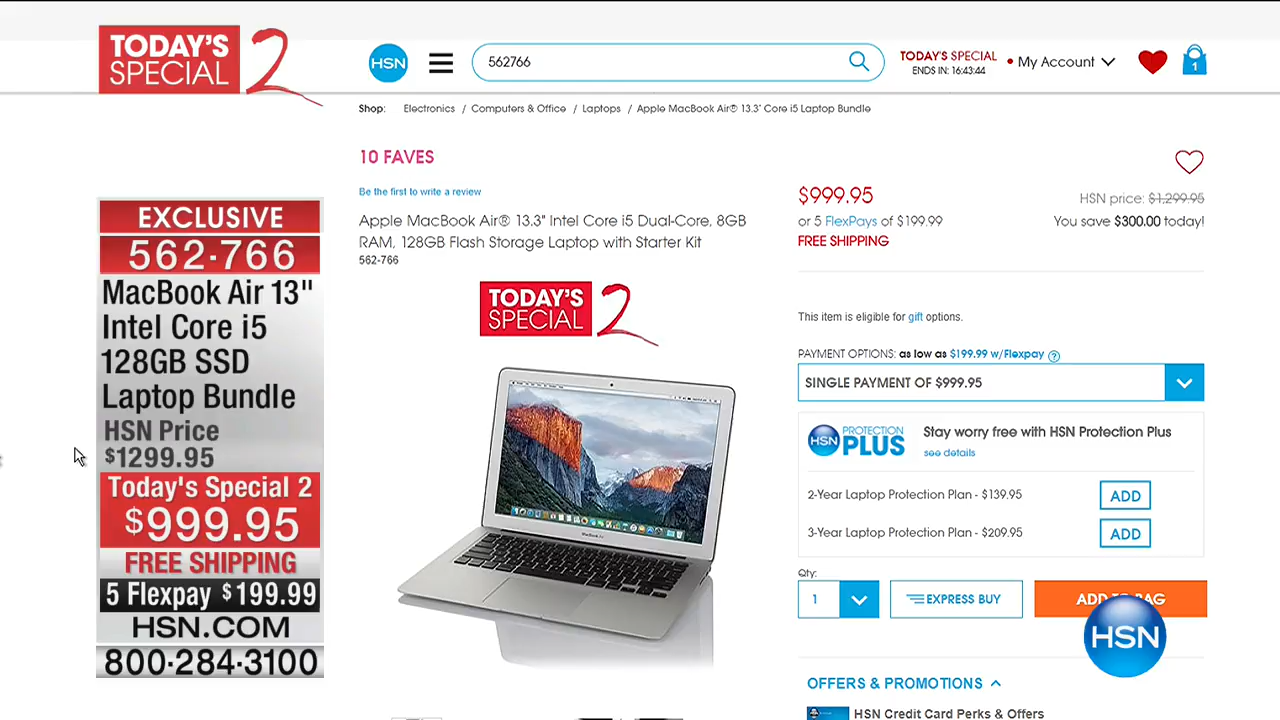 TODAY'S
SPECIAL 2
HSN
562766
TODAY'S SPECIAL
ENDS IN: 16:43:44
My Account
1
Shop: Electronics / Computers & Office / Laptops / Apple MacBook Air® 13.3" Core i5 Laptop Bundle
10 FAVES
Be the first to write a review
Apple MacBook Air® 13.3" Intel Core i5 Dual-Core, 8GB
RAM, 128GB Flash Storage Laptop with Starter Kit
562-766
TODAY'S
SPECIAL 2
MacBook Air
$999.95
HSN price: $1,299.95
or 5 FlexPays of $199.99
You save $300.00 today!
FREE SHIPPING
This item is eligible for gift options.
PAYMENT OPTIONS: as low as $199.99 w/Flexpay ?
SINGLE PAYMENT OF $999.95
HSN PROTECTION
PLUS
Stay worry free with HSN Protection Plus
see details
2-Year Laptop Protection Plan - $139.95
ADD
3-Year Laptop Protection Plan - $209.95
ADD
Qty:
1
EXPRESS BUY
ADD TO BAG
HSN
OFFERS & PROMOTIONS
HSN Credit Card Perks & Offers
EXCLUSIVE
562-766
MacBook Air 13"
Intel Core i5
128GB SSD
Laptop Bundle
HSN Price
$1299.95
Today's Special 2
$999.95
FREE SHIPPING
5 Flexpay $199.99
HSN.COM
800-284-3100